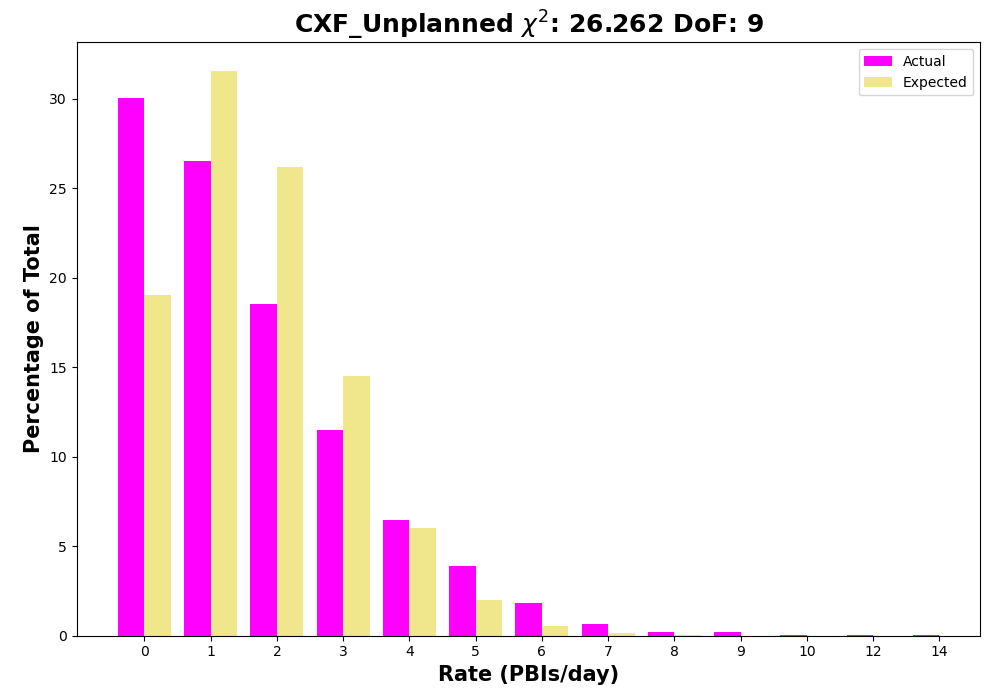 CXF_Unplanned χ²: 26.262 DoF: 9
Actual
Expected
Percentage of Total
30
25
20
15
10
5
0
0 1 2 3 4 5 6 7 8 9 10 12 14
Rate (PBIs/day)